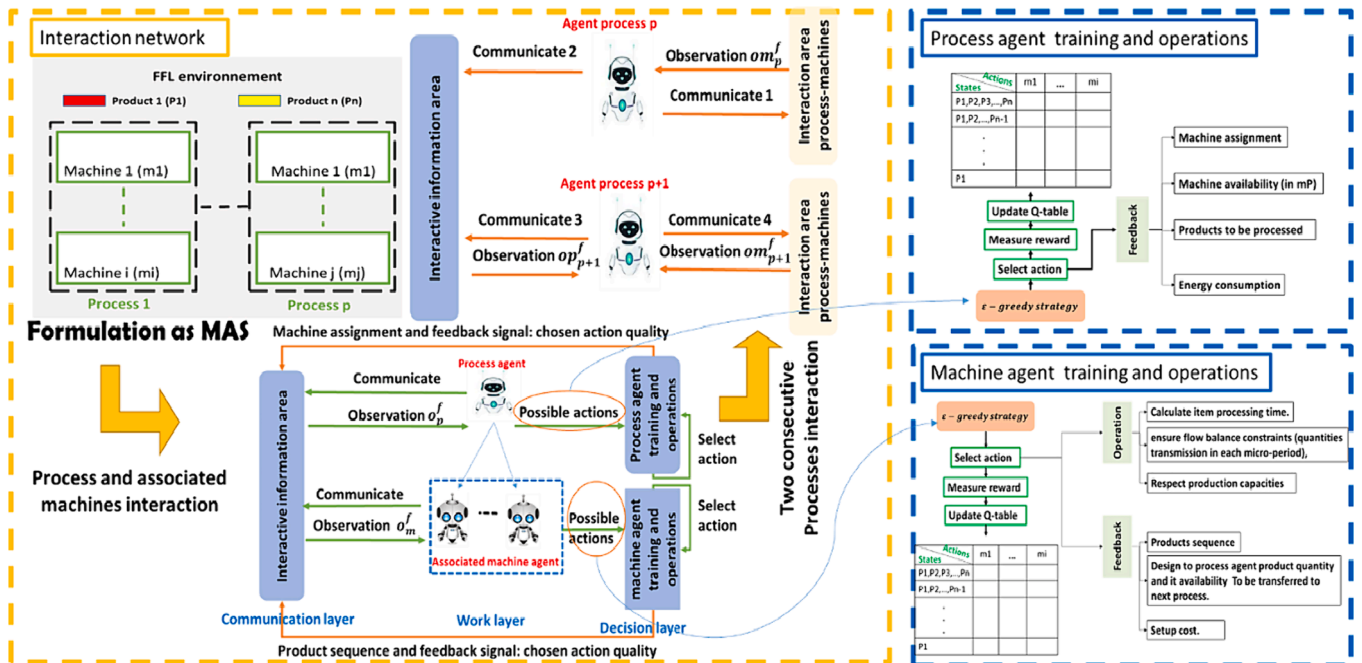 Interaction network
FFL environnement
Product 1 (P1)
Product n (Pn)
Machine 1 (m1)
Machine i (mi)
Process 1
Machine 1 (m1)
Machine j (mj)
Process p
Formulation as MAS
Process and associated
machines interaction
Interactive information area
Agent process p
Communicate 2
Observation om_p^f
Communicate 1
Interaction area
process-machines
Agent process p+1
Communicate 3
Observation op_{p+1}^f
Communicate 4
Observation om_{p+1}^f
Interaction area
process-machines
Machine assignment and feedback signal: chosen action quality
Interactive information area
Process agent
Communicate
Observation o_p^f
Possible actions
Process agent
training and
operations
Select
action
Communicate
Observation o_m^f
Associated machine agent
Possible
actions
machine agent
training and
operations
Select
action
Communication layer
Work layer
Decision layer
Product sequence and feedback signal: chosen action quality
Two consecutive
Processes interaction
Process agent training and operations
Actions
States
m1
...
mi
P1,P2,P3,...,Pn
P1,P2,...,Pn-1
.
.
.
P1
Update Q-table
Measure reward
Select action
ε – greedy strategy
Feedback
Machine assignment
Machine availability (in mP)
Products to be processed
Energy consumption
Machine agent training and operations
ε – greedy strategy
Select action
Measure reward
Update Q-table
Actions
States
m1
...
mi
P1,P2,P3,...,Pn
P1,P2,...,Pn-1
.
.
.
P1
Operation
Calculate item processing time.
ensure flow balance constraints (quantities
transmission in each micro-period),
Respect production capacities
Feedback
Products sequence
Design to process agent product quantity
and it availability To be transferred to
next process.
Setup cost.